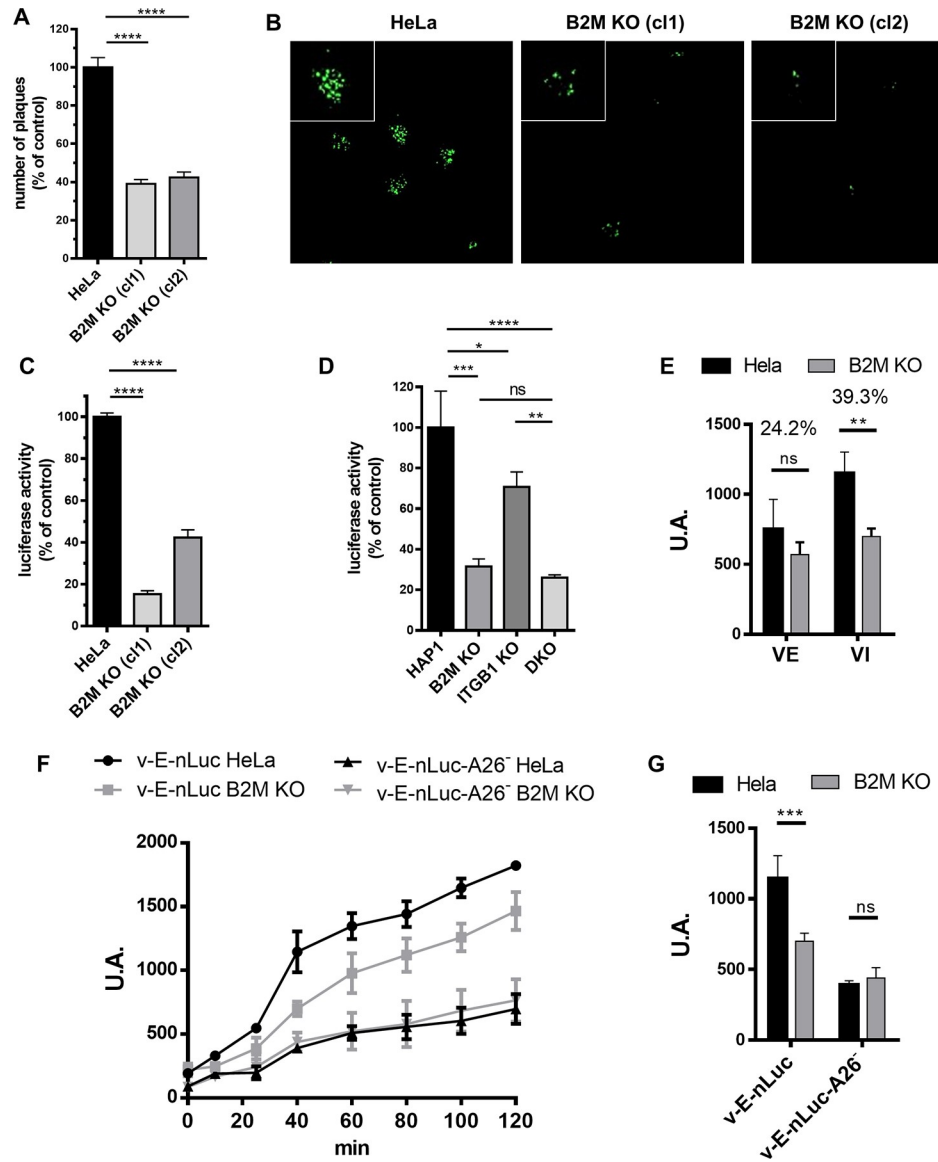 A
****
****
number of plaques
(% of control)
120
100
80
60
40
20
0
HeLa
B2M KO (cl1)
B2M KO (cl2)
B
HeLa
B2M KO (cl1)
B2M KO (cl2)
C
****
****
luciferase activity
(% of control)
100
80
60
40
20
0
HeLa
B2M KO (cl1)
B2M KO (cl2)
D
****
*
***
ns
**
luciferase activity
(% of control)
120
100
80
60
40
20
0
HAP1
B2M KO
ITGB1 KO
DKO
E
Hela
B2M KO
39.3%
24.2%
**
ns
U.A.
1500
1000
500
0
VE
VI
F
v-E-nLuc HeLa
v-E-nLuc-A26⁻ HeLa
v-E-nLuc B2M KO
v-E-nLuc-A26⁻ B2M KO
U.A.
2000
1500
1000
500
0
0 20 40 60 80 100 120
min
G
Hela
B2M KO
***
ns
U.A.
1500
1000
500
0
v-E-nLuc
v-E-nLuc-A26⁻